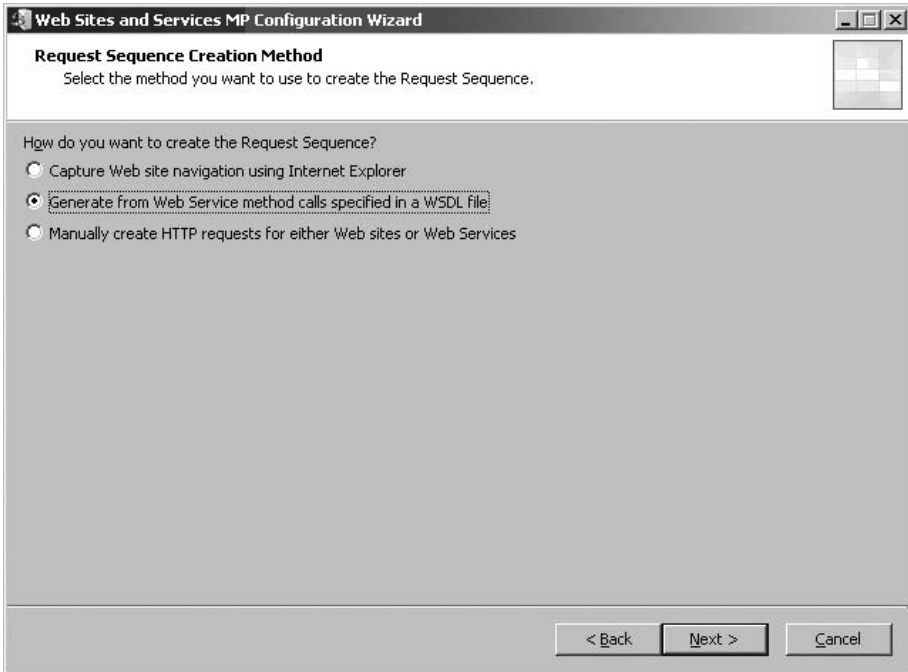 Web Sites and Services MP Configuration Wizard
Request Sequence Creation Method
Select the method you want to use to create the Request Sequence.
How do you want to create the Request Sequence?
Capture Web site navigation using Internet Explorer
Generate from Web Service method calls specified in a WSDL file
Manually create HTTP requests for either Web sites or Web Services
< Back Next > Cancel